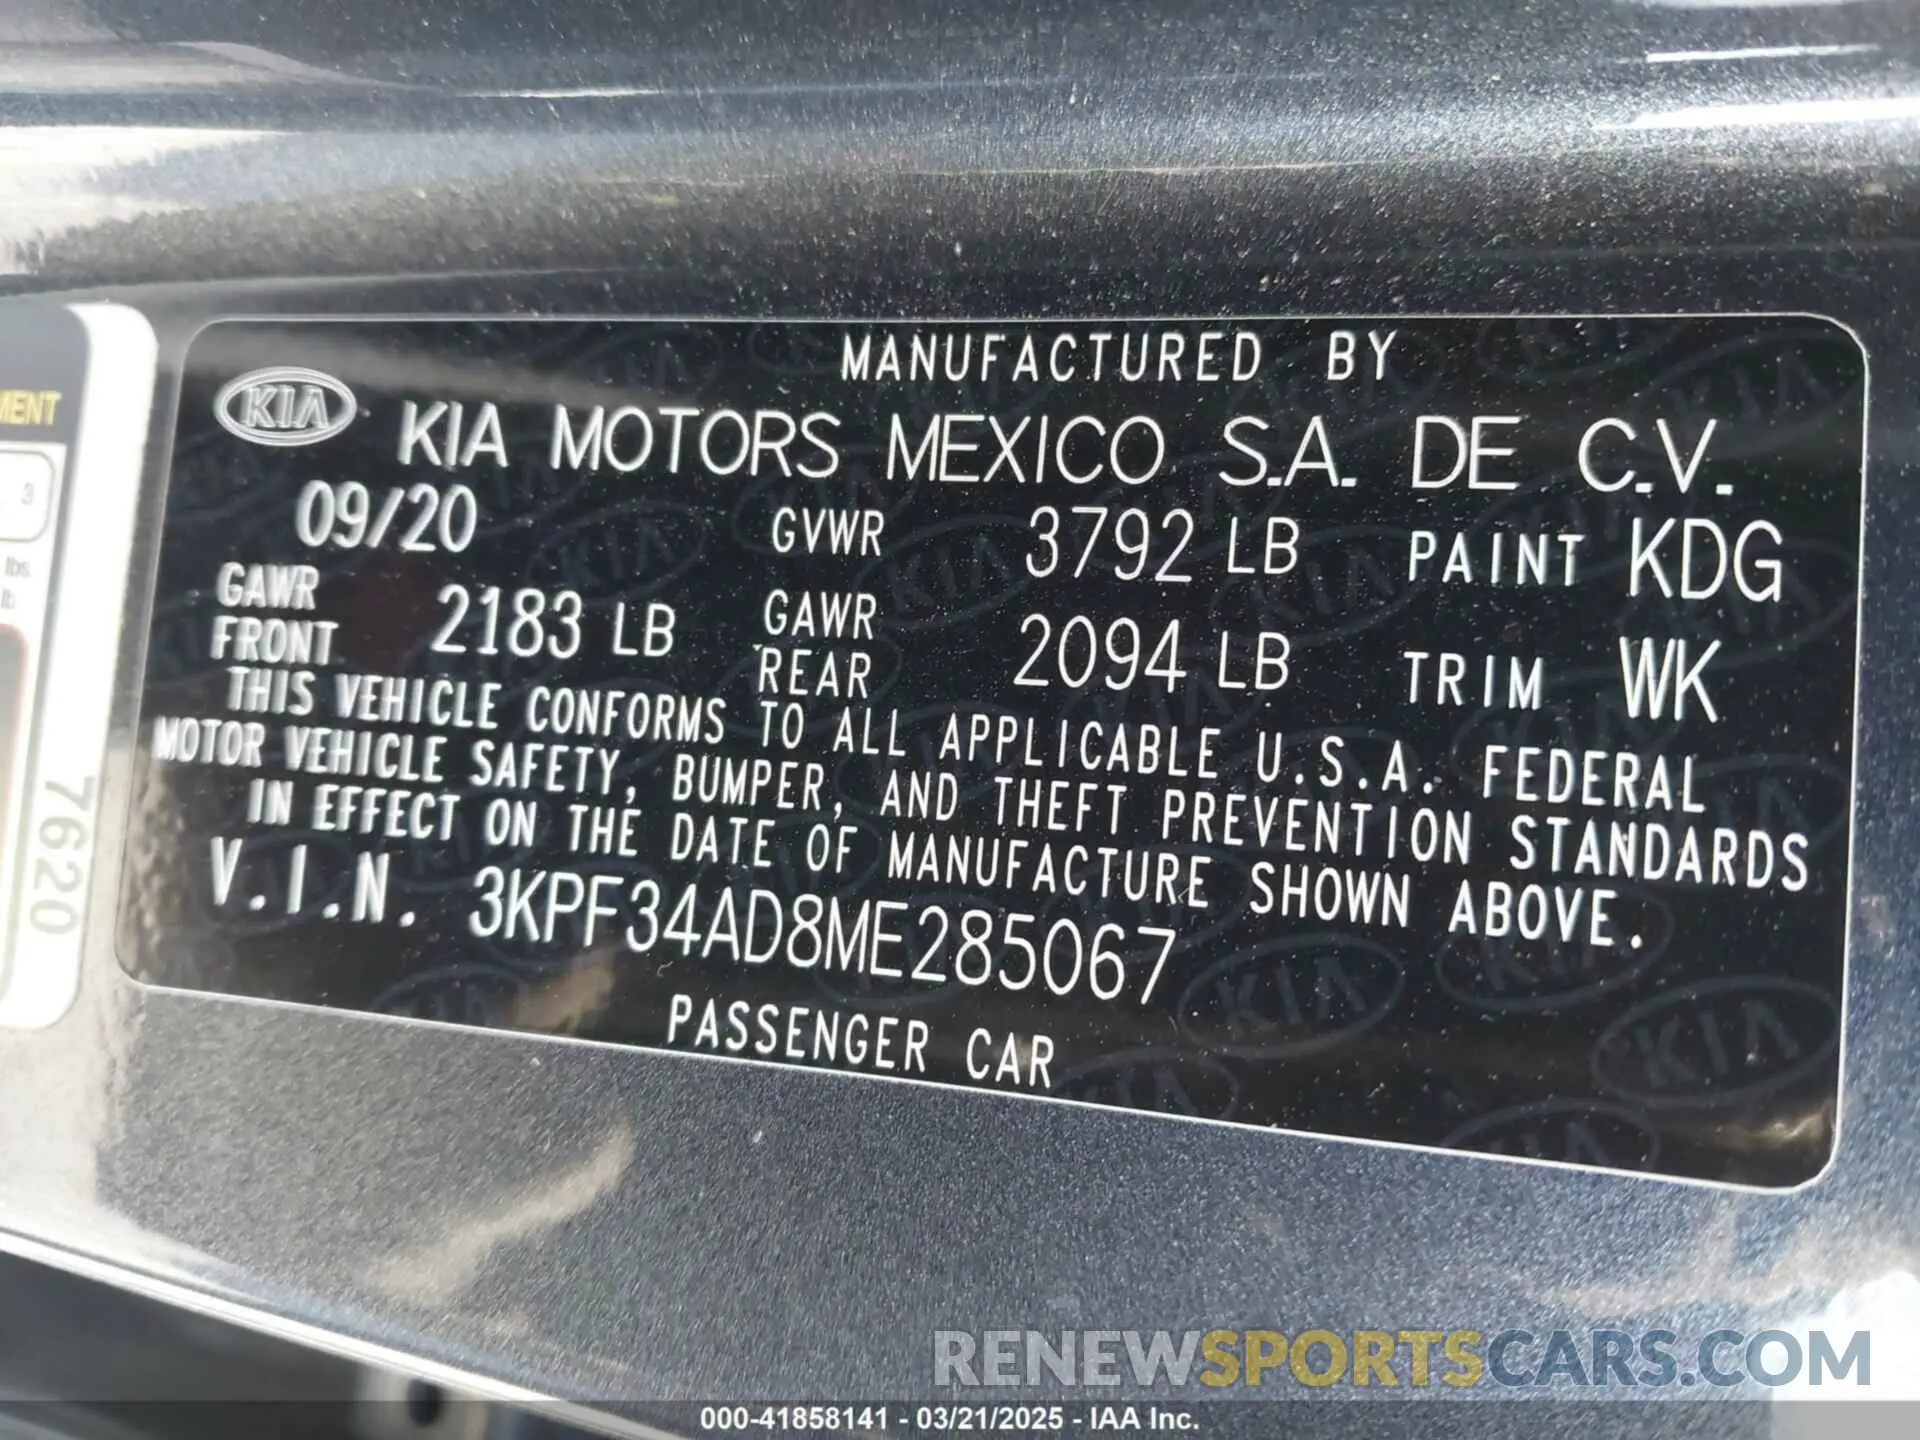 MANUFACTURED BY
KIA KIA MOTORS MEXICO S.A. DE C.V.
09/20 GVWR 3792 LB PAINT KDG
GAWR FRONT 2183 LB GAWR REAR 2094 LB TRIM WK
THIS VEHICLE CONFORMS TO ALL APPLICABLE U.S.A. FEDERAL
MOTOR VEHICLE SAFETY, BUMPER, AND THEFT PREVENTION STANDARDS
IN EFFECT ON THE DATE OF MANUFACTURE SHOWN ABOVE.
V.I.N. 3KPF34AD8ME285067
PASSENGER CAR
3
lbs
lb
7620
RENEWSPORTSCARS.COM
000-41858141 - 03/21/2025 - IAA Inc.